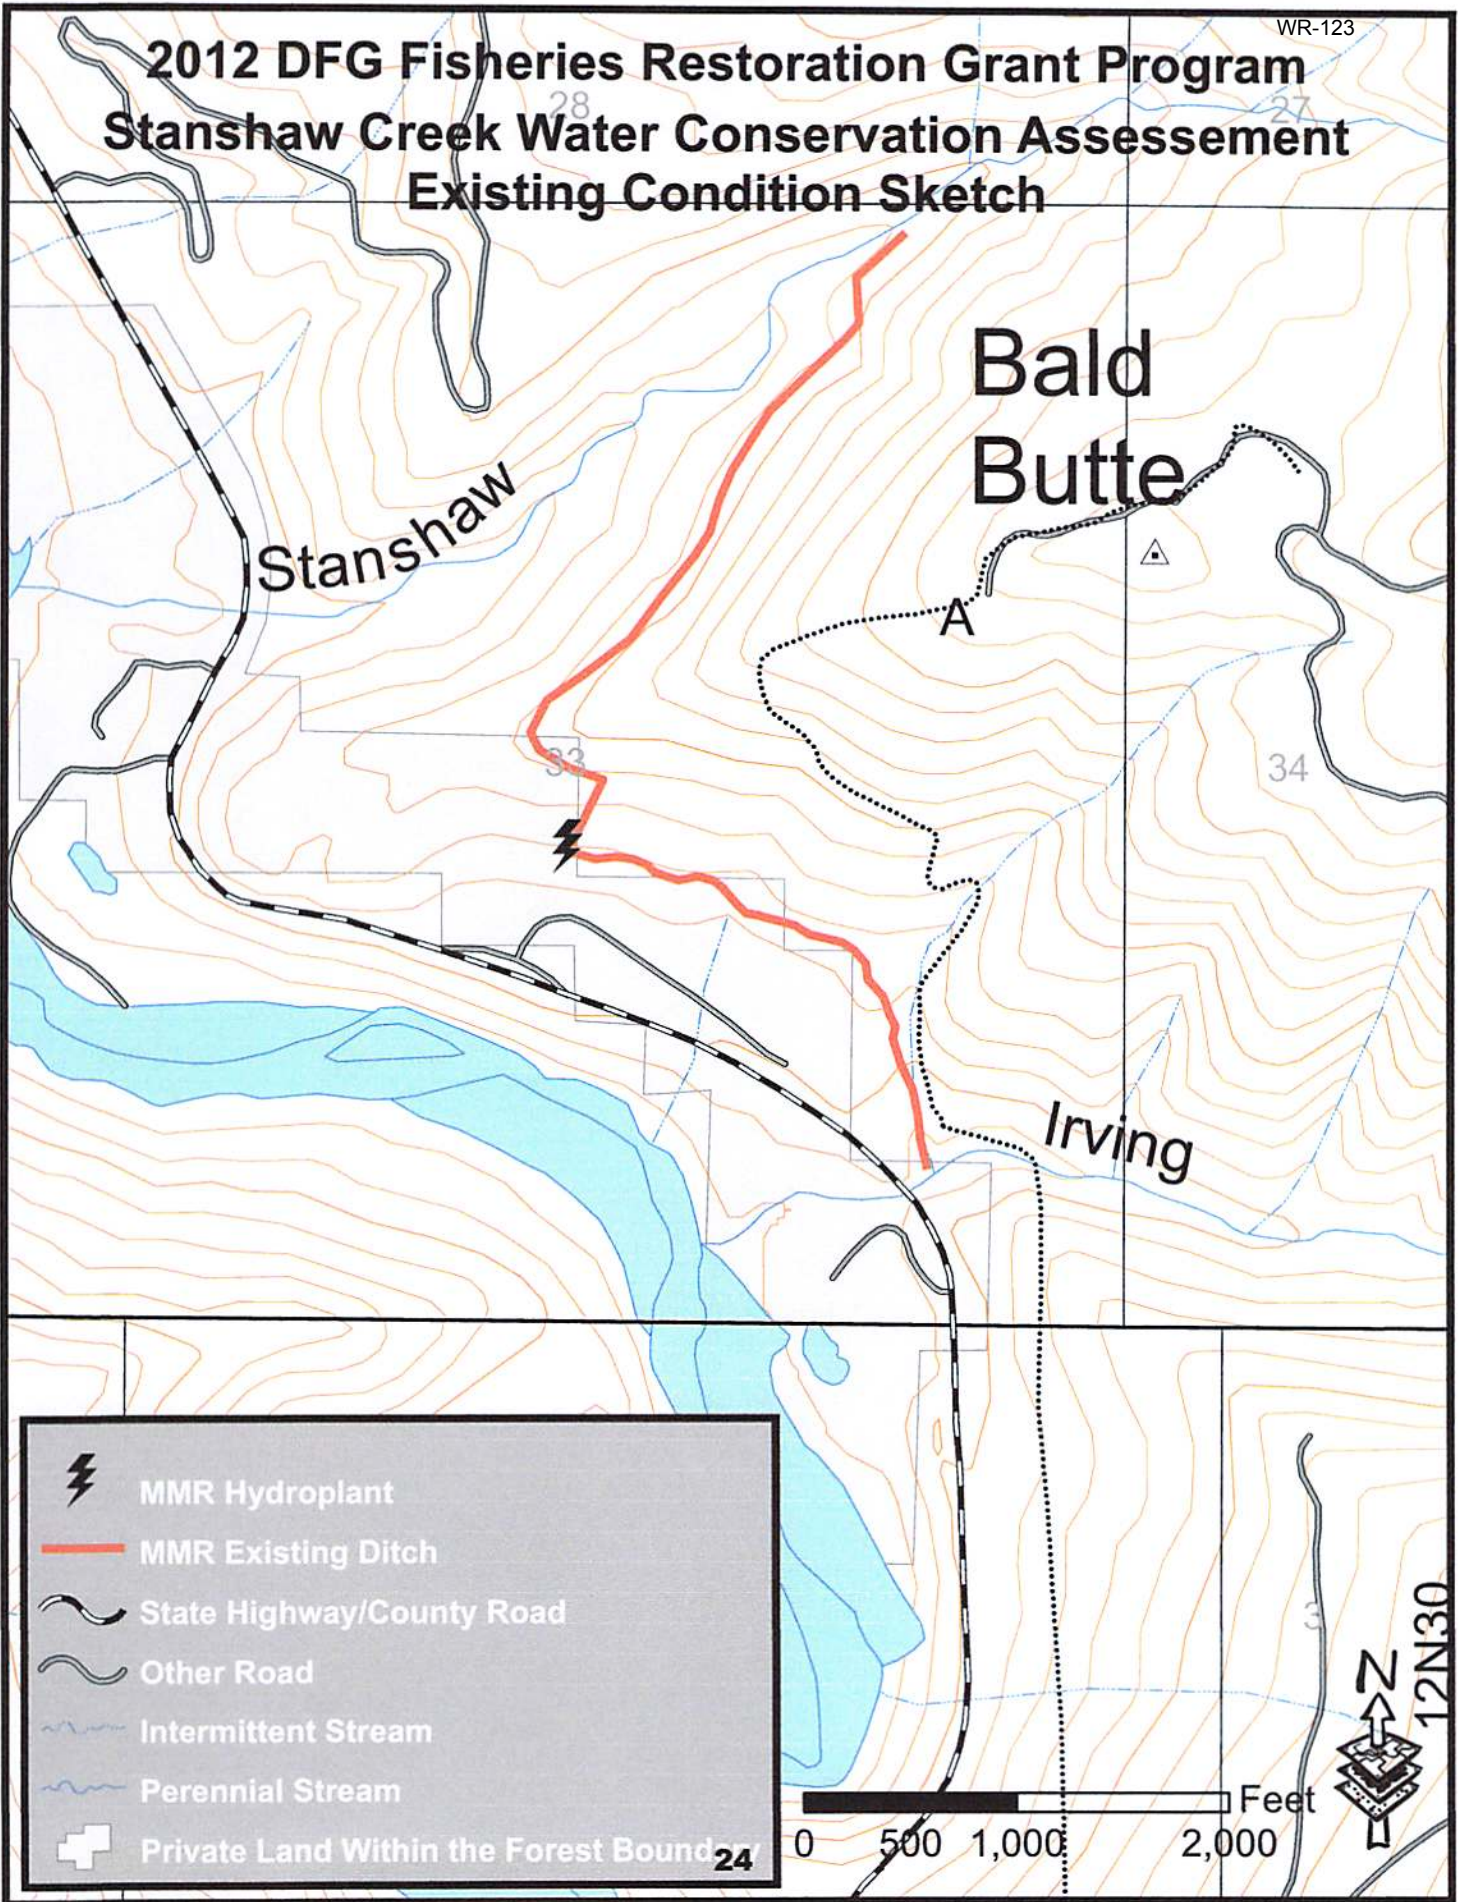 WR-123
2012 DFG Fisheries Restoration Grant Program
28
27
Stanshaw Creek Water Conservation Assessement
Existing Condition Sketch
Bald
Butte
Stanshaw
A
33
34
Irving
MMR Hydroplant
MMR Existing Ditch
State Highway/County Road
Other Road
Intermittent Stream
Perennial Stream
Private Land Within the Forest Boundary
24
3
12N30
N
Feet
0 500 1,000 2,000